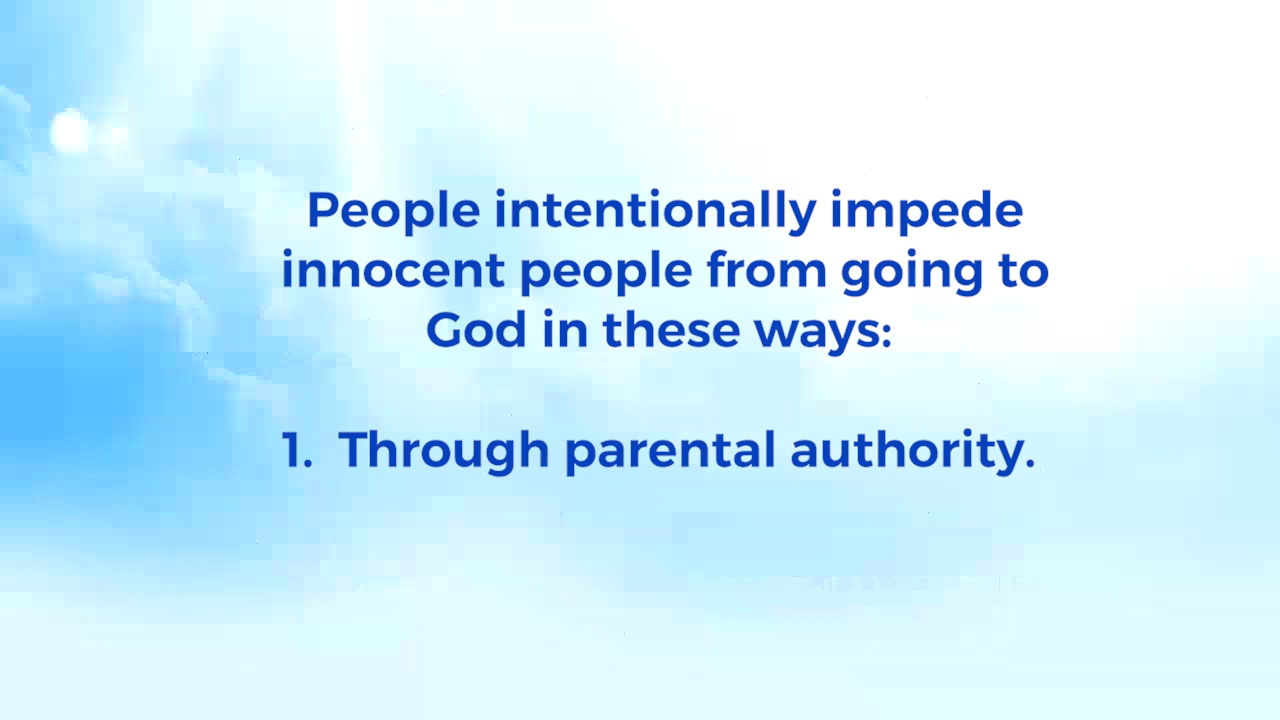 People intentionally impede
innocent people from going to
God in these ways:
1. Through parental authority.